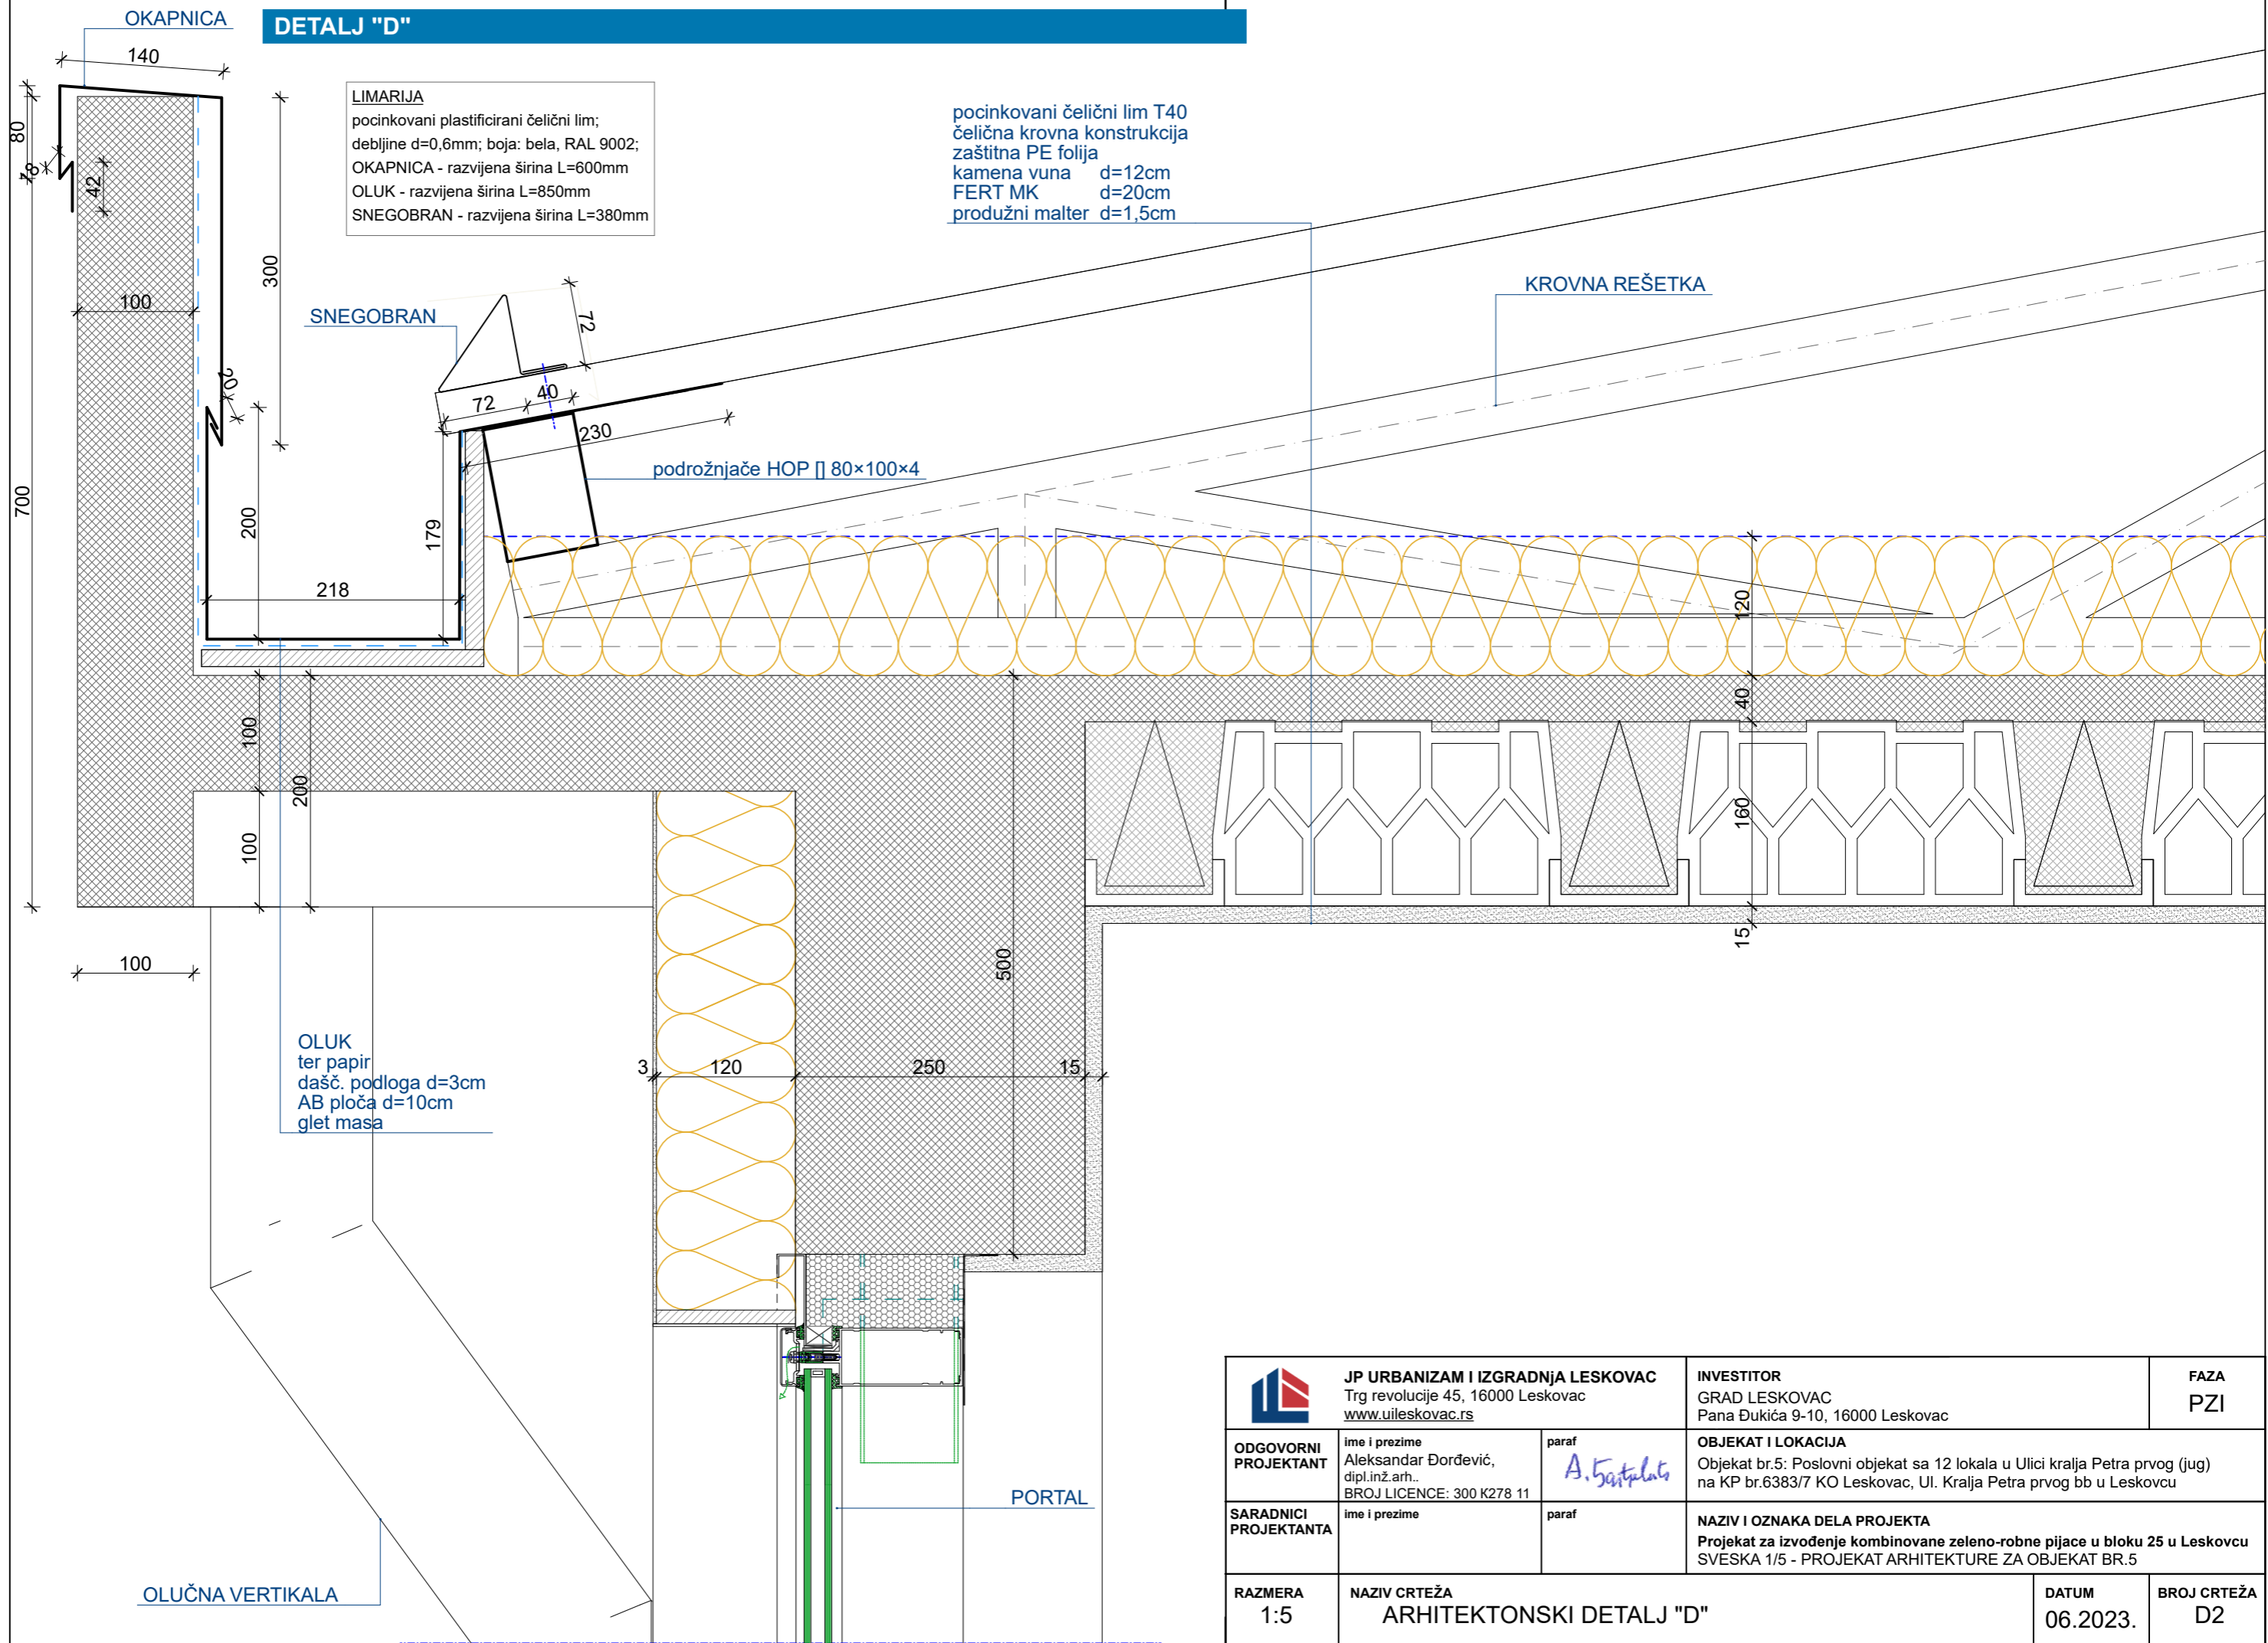 OKAPNICA
DETALJ "D"
140
80
18
42
700
100
300
20
200
218
179
LIMARIJA
pocinkovani plastificirani čelični lim;
debljine d=0,6mm; boja: bela, RAL 9002;
OKAPNICA - razvijena širina L=600mm
OLUK - razvijena širina L=850mm
SNEGOBRAN - razvijena širina L=380mm
pocinkovani čelični lim T40
čelična krovna konstrukcija
zaštitna PE folija
kamena vuna d=12cm
FERT MK d=20cm
produžni malter d=1,5cm
SNEGOBRAN
72
72
40
230
podrožnjače HOP [] 80×100×4
KROVNA REŠETKA
120
40
160
15
100
200
100
500
100
OLUK
ter papir
dašč. podloga d=3cm
AB ploča d=10cm
glet masa
3
120
250
15
PORTAL
OLUČNA VERTIKALA
JP URBANIZAM I IZGRADNjA LESKOVAC
Trg revolucije 45, 16000 Leskovac
www.uileskovac.rs
INVESTITOR
GRAD LESKOVAC
Pana Đukića 9-10, 16000 Leskovac
FAZA
PZI
ODGOVORNI
PROJEKTANT
ime i prezime
Aleksandar Đorđević,
dipl.inž.arh..
BROJ LICENCE: 300 K278 11
paraf
OBJEKAT I LOKACIJA
Objekat br.5: Poslovni objekat sa 12 lokala u Ulici kralja Petra prvog (jug)
na KP br.6383/7 KO Leskovac, Ul. Kralja Petra prvog bb u Leskovcu
SARADNICI
PROJEKTANTA
ime i prezime
paraf
NAZIV I OZNAKA DELA PROJEKTA
Projekat za izvođenje kombinovane zeleno-robne pijace u bloku 25 u Leskovcu
SVESKA 1/5 - PROJEKAT ARHITEKTURE ZA OBJEKAT BR.5
RAZMERA
1:5
NAZIV CRTEŽA
ARHITEKTONSKI DETALJ "D"
DATUM
06.2023.
BROJ CRTEŽA
D2